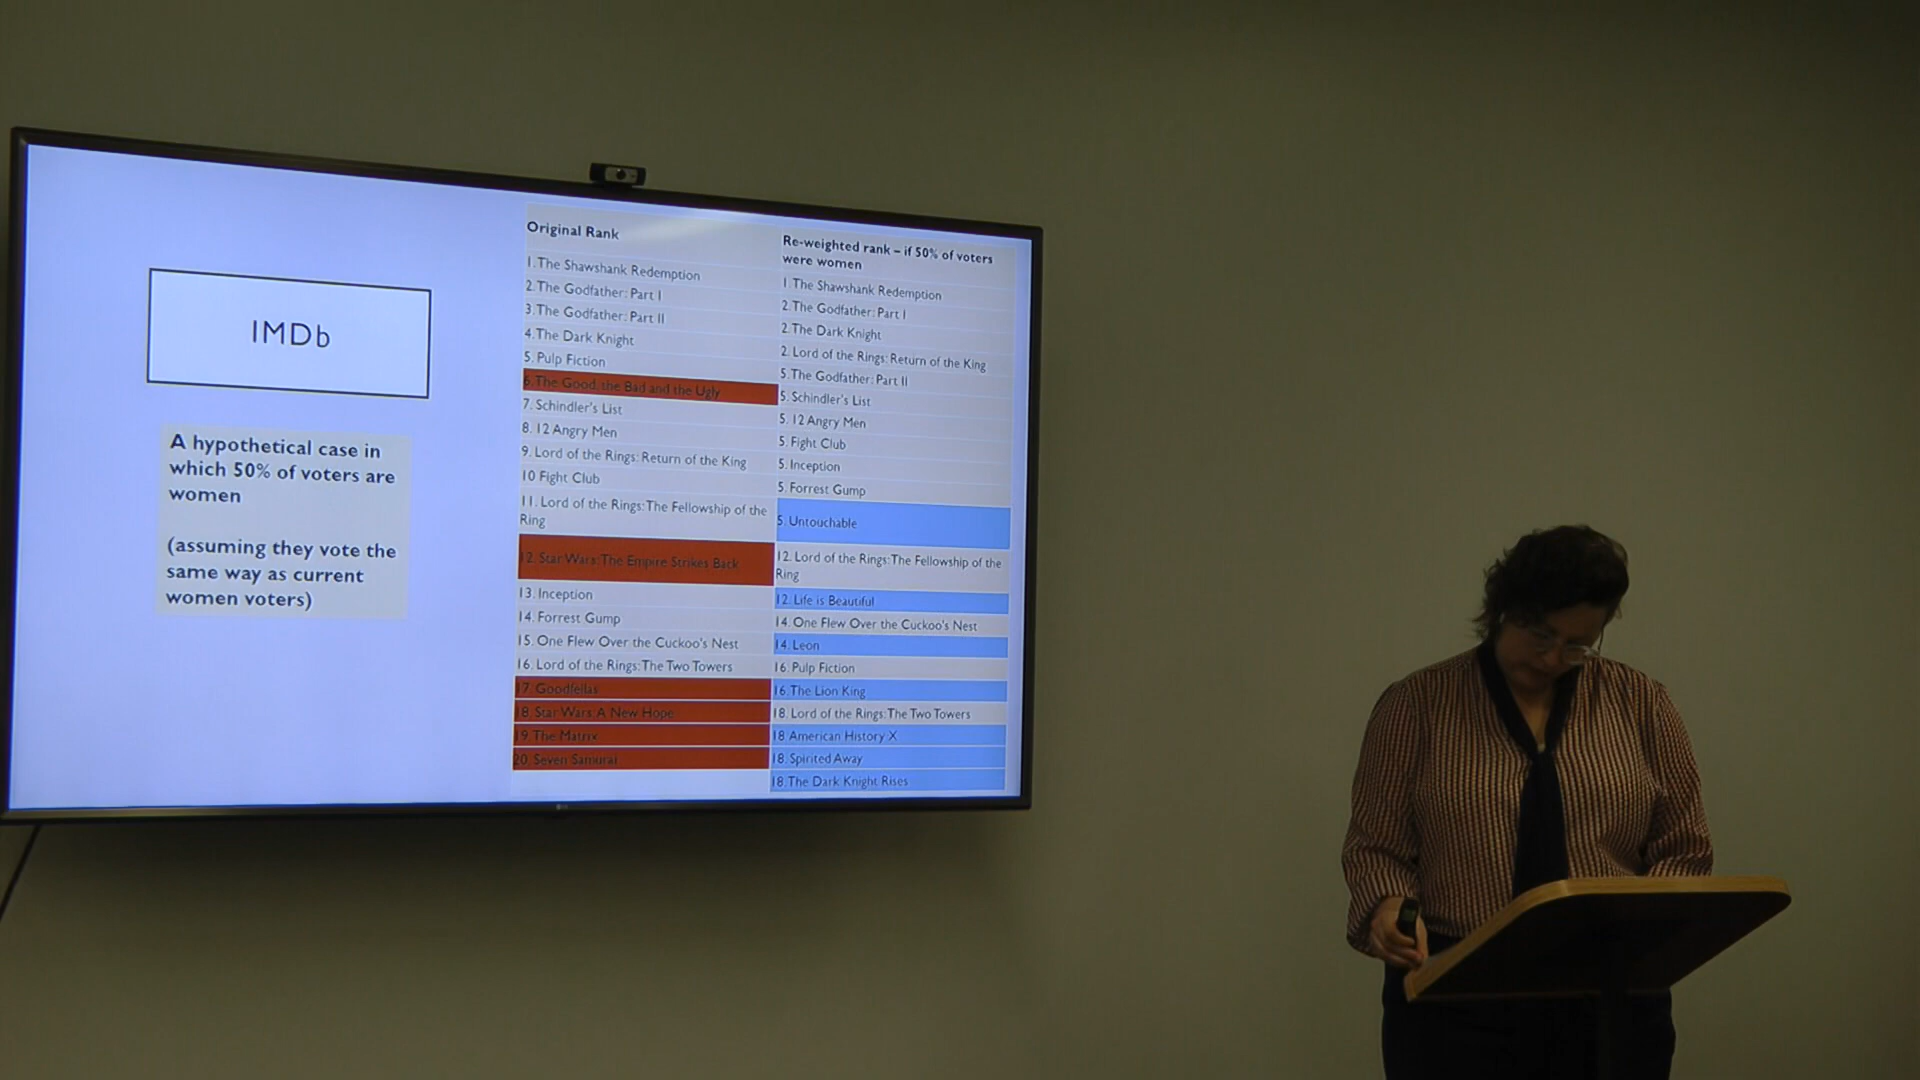 IMDb
A hypothetical case in
which 50% of voters are
women
(assuming they vote the
same way as current
women voters)
Original Rank
1. The Shawshank Redemption
2. The Godfather: Part I
3. The Godfather: Part II
4. The Dark Knight
5. Pulp Fiction
6. The Good, the Bad and the Ugly
7. Schindler's List
8. 12 Angry Men
9. Lord of the Rings: Return of the King
10 Fight Club
11. Lord of the Rings: The Fellowship of the
Ring
12. Star Wars: The Empire Strikes Back
13. Inception
14. Forrest Gump
15. One Flew Over the Cuckoo's Nest
16. Lord of the Rings: The Two Towers
17. Goodfellas
18. Star Wars: A New Hope
19. The Matrix
20. Seven Samurai
Re-weighted rank – if 50% of voters
were women
1. The Shawshank Redemption
2. The Godfather: Part I
2. The Dark Knight
2. Lord of the Rings: Return of the King
5. The Godfather: Part II
5. Schindler's List
5. 12 Angry Men
5. Fight Club
5. Inception
5. Forrest Gump
5. Untouchable
12. Lord of the Rings: The Fellowship of the
Ring
12. Life is Beautiful
14. One Flew Over the Cuckoo's Nest
14. Leon
16. Pulp Fiction
16. The Lion King
18. Lord of the Rings: The Two Towers
18 American History X
18. Spirited Away
18. The Dark Knight Rises